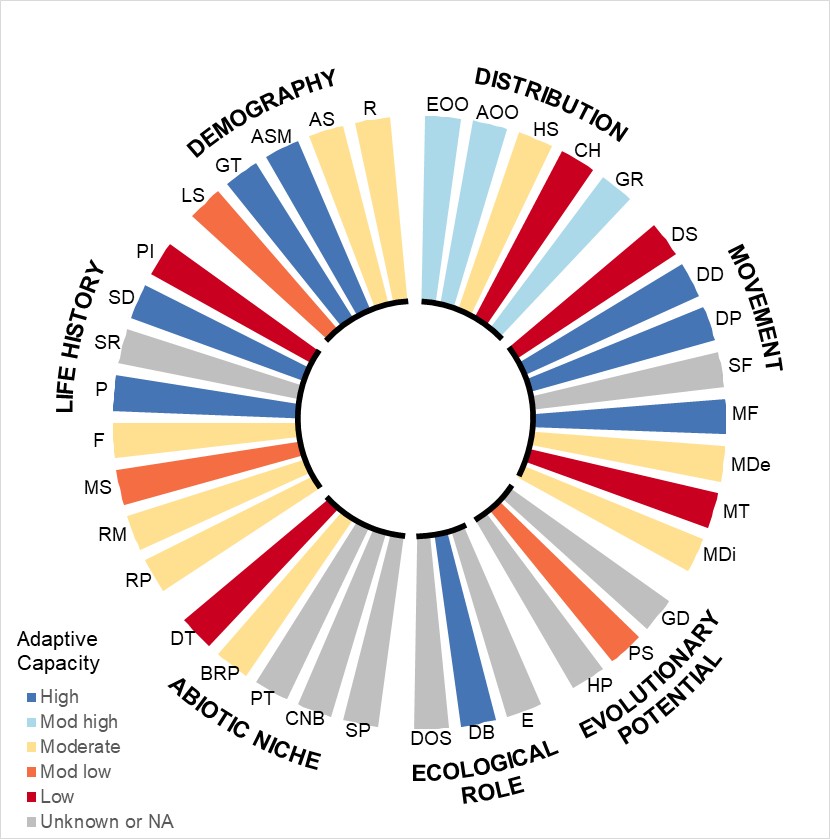 DISTRIBUTION
EOO
AOO
HS
CH
GR
MOVEMENT
DS
DD
DP
SF
MF
MDe
MT
MDi
EVOLUTIONARY
POTENTIAL
GD
PS
HP
ECOLOGICAL
ROLE
E
DB
DOS
ABIOTIC NICHE
SP
CNB
PT
BRP
DT
LIFE HISTORY
RP
RM
MS
F
P
SR
SD
PI
DEMOGRAPHY
LS
GT
ASM
AS
R
Adaptive
Capacity
High
Mod high
Moderate
Mod low
Low
Unknown or NA